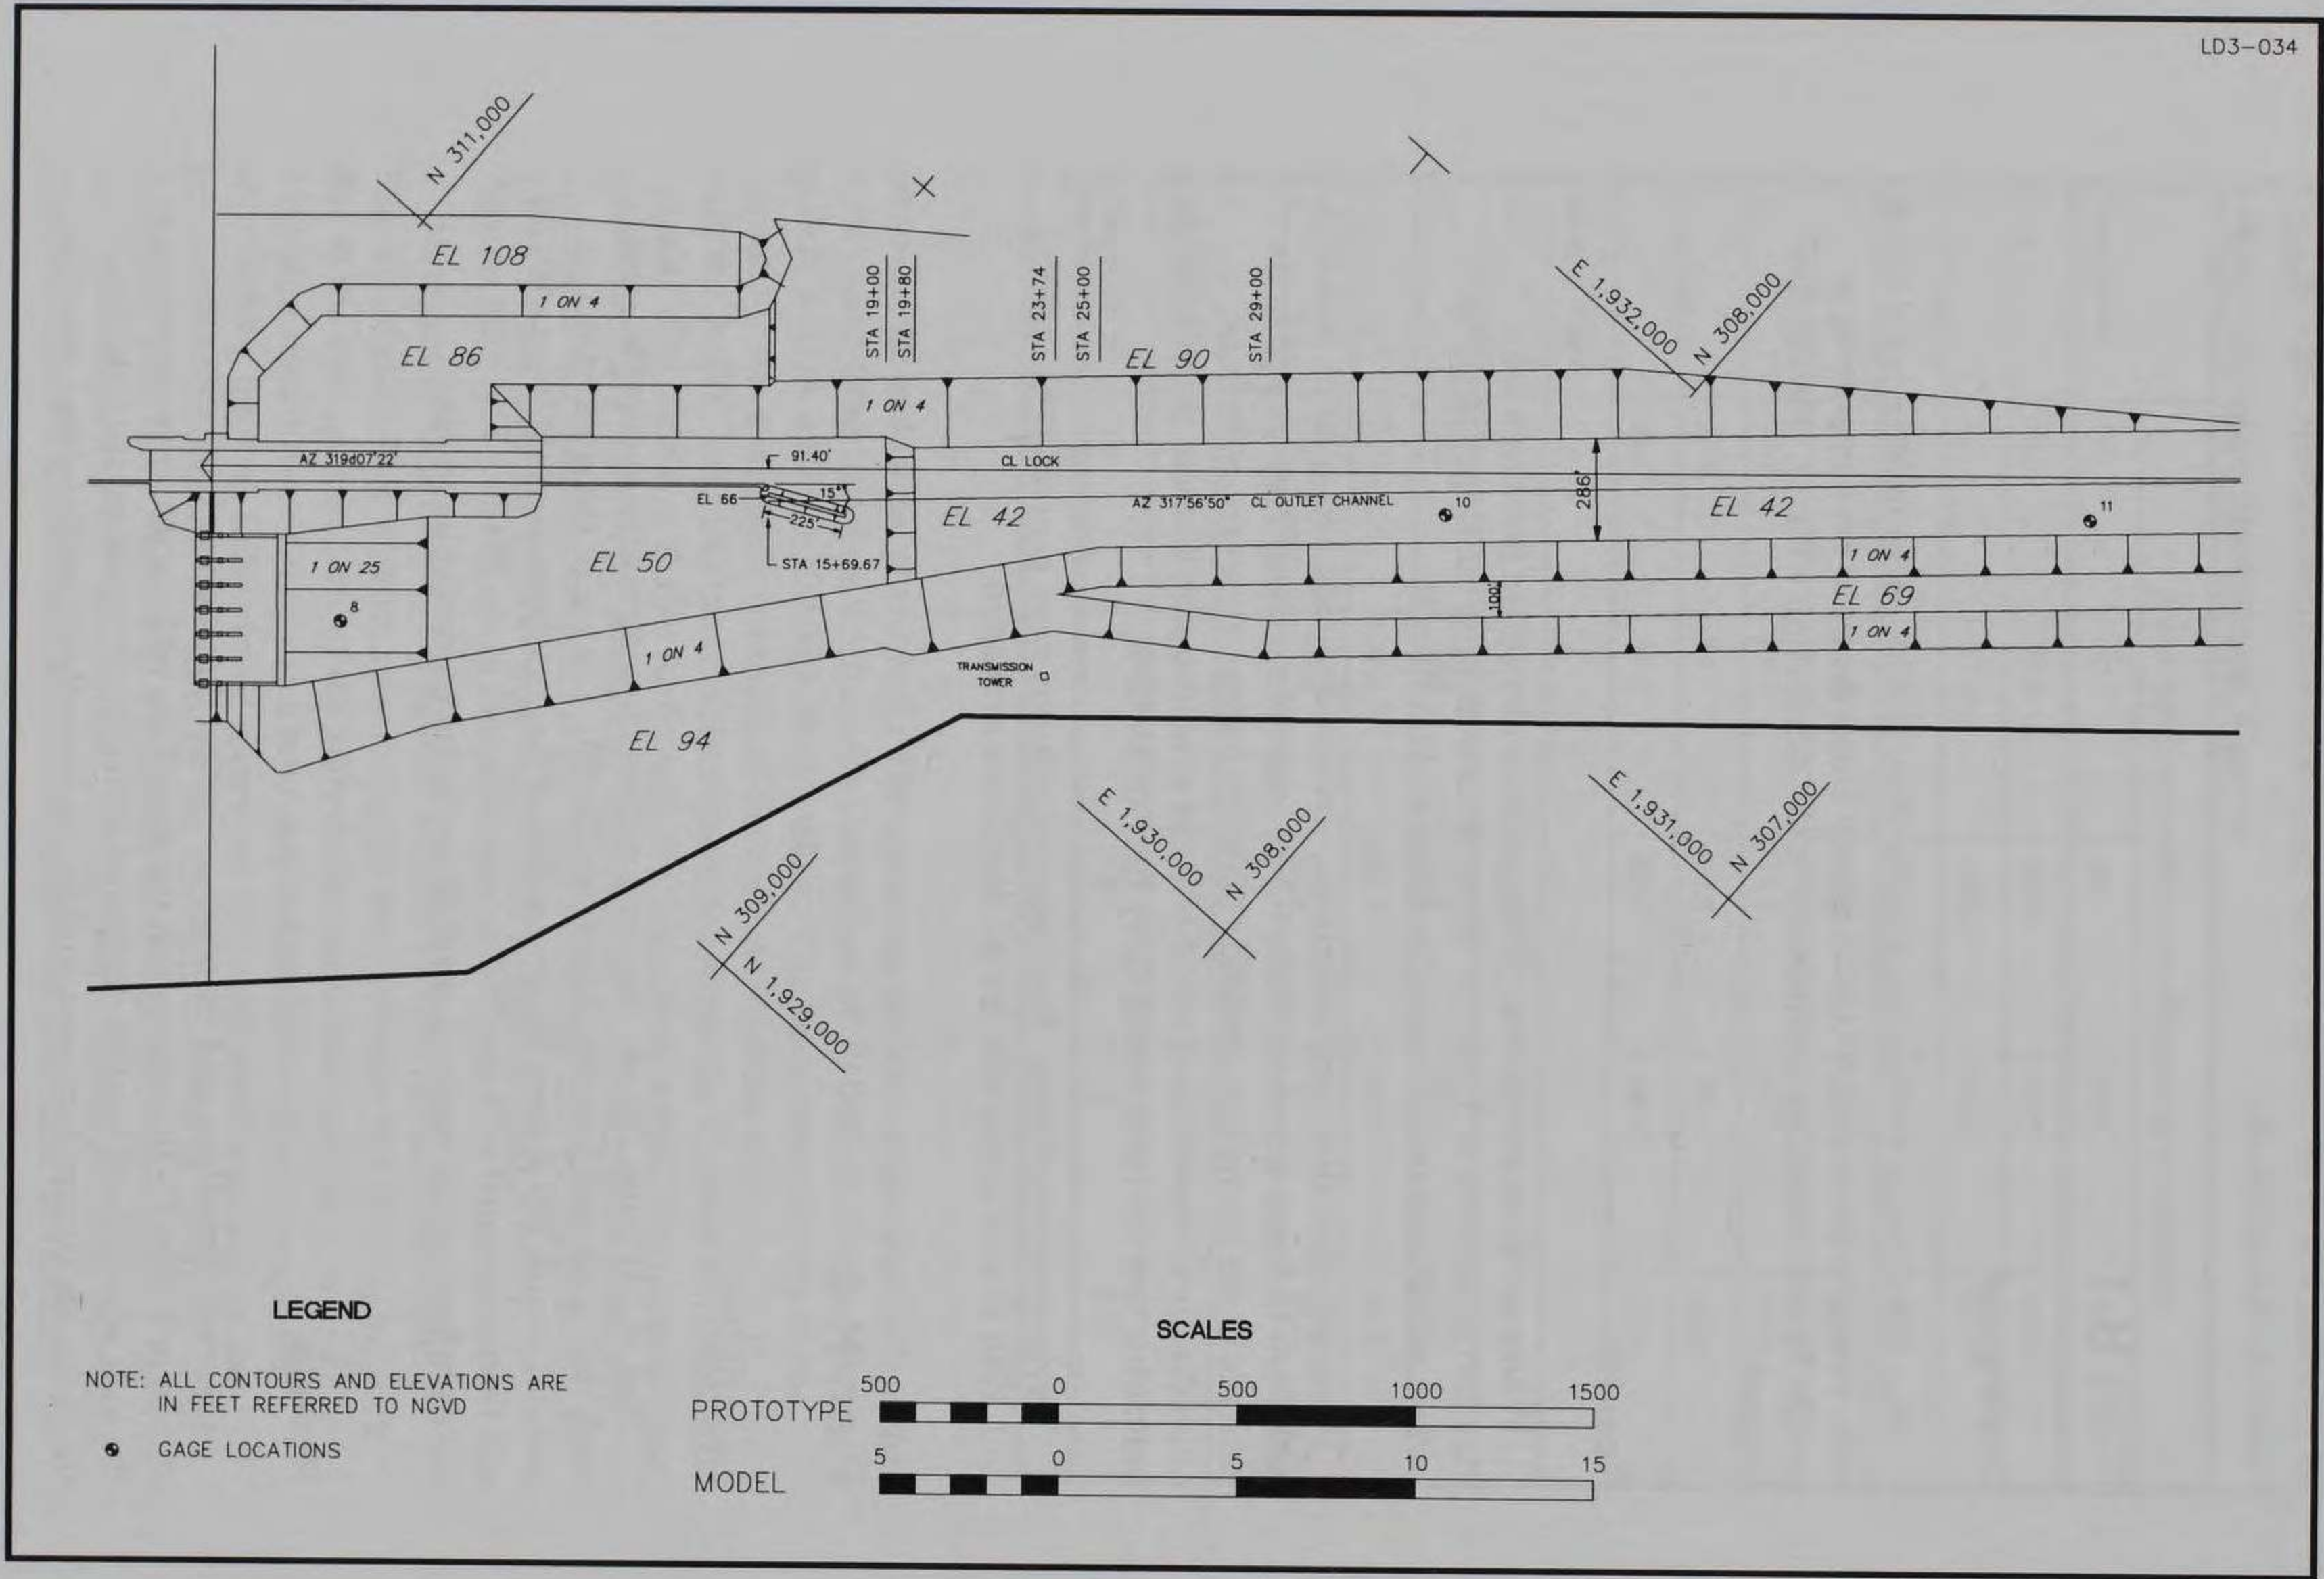 LD3-034
N 311,000
EL 108
1 ON 4
EL 86
STA 19+00
STA 19+80
STA 23+74
STA 25+00
STA 29+00
EL 90
E 1,932,000
N 308,000
1 ON 4
AZ 319d07'22'
91.40'
CL LOCK
EL 66
15°
225'
STA 15+69.67
EL 42
AZ 317°56'50" CL OUTLET CHANNEL
10
286'
EL 42
11
1 ON 25
8
EL 50
1 ON 4
100'
EL 69
1 ON 4
1 ON 4
TRANSMISSION
TOWER
EL 94
N 309,000
N 1,929,000
E 1,930,000
N 308,000
E 1,931,000
N 307,000
LEGEND
NOTE: ALL CONTOURS AND ELEVATIONS ARE
IN FEET REFERRED TO NGVD
GAGE LOCATIONS
SCALES
500 0 500 1000 1500
PROTOTYPE
5 0 5 10 15
MODEL